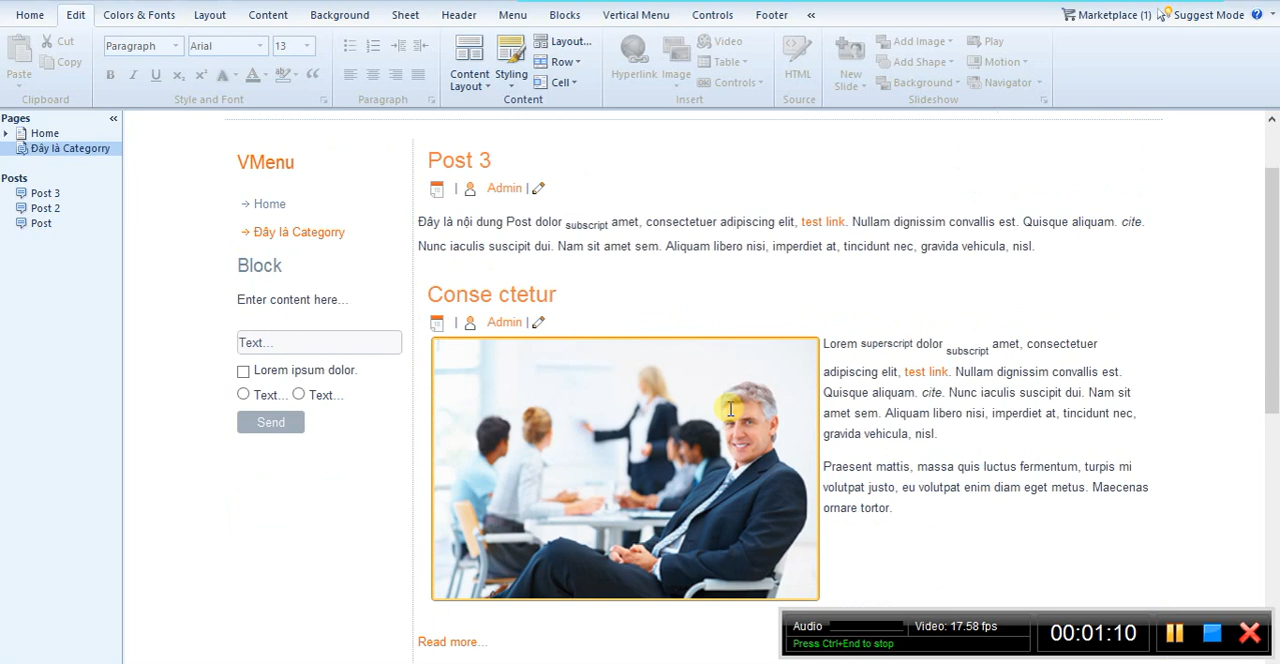 Home Edit Colors & Fonts Layout Content Background Sheet Header Menu Blocks Vertical Menu Controls Footer « Marketplace (1) Suggest Mode ?
Paste Cut Copy
Clipboard
Paragraph Arial 13
B I U X₂ X² A A ab
Style and Font
Paragraph
Content Layout Styling Layout... Row Cell
Content
Hyperlink Image Video Table Controls
Insert
HTML
Source
New Slide Add Image Add Shape Background Play Motion Navigator
Slideshow
Pages «
Home
Đây là Categorry
Posts
Post 3
Post 2
Post
VMenu
Home
Đây là Categorry
Block
Enter content here...
Text...
Lorem ipsum dolor.
Text... Text...
Send
Post 3
| Admin |
Đây là nội dung Post dolor subscript amet, consectetuer adipiscing elit, test link. Nullam dignissim convallis est. Quisque aliquam. cite.
Nunc iaculis suscipit dui. Nam sit amet sem. Aliquam libero nisi, imperdiet at, tincidunt nec, gravida vehicula, nisl.
Conse ctetur
| Admin |
Lorem superscript dolor subscript amet, consectetuer
adipiscing elit, test link. Nullam dignissim convallis est.
Quisque aliquam. cite. Nunc iaculis suscipit dui. Nam sit
amet sem. Aliquam libero nisi, imperdiet at, tincidunt nec,
gravida vehicula, nisl.
Praesent mattis, massa quis luctus fermentum, turpis mi
volutpat justo, eu volutpat enim diam eget metus. Maecenas
ornare tortor.
Read more...
Audio Video: 17.58 fps
Press Ctrl+End to stop
00:01:10